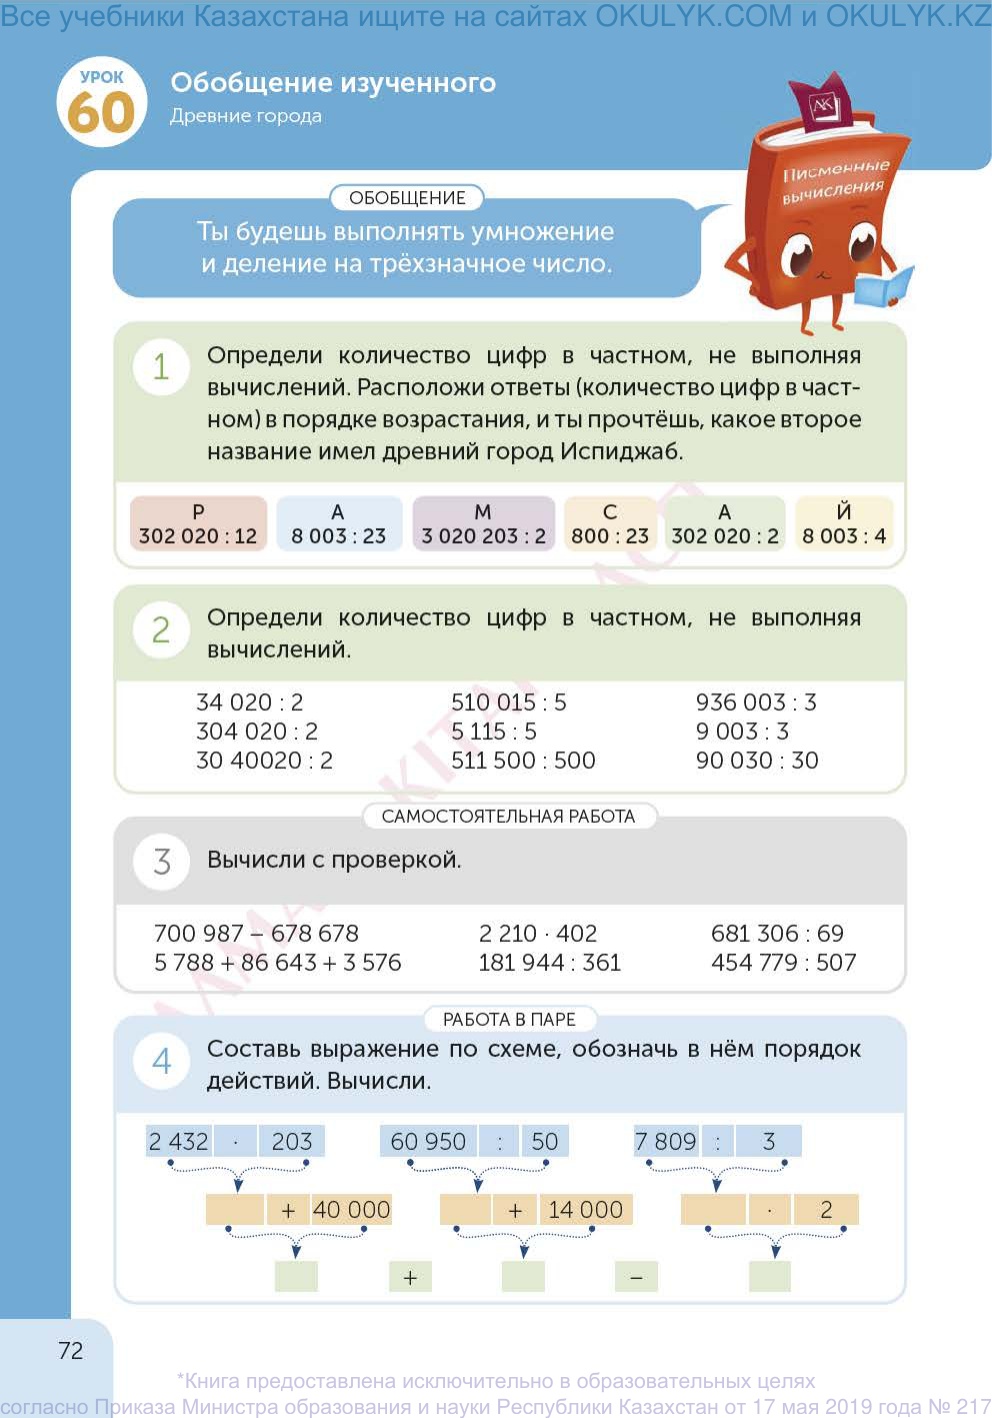 Все учебники Казахстана ищите на сайтах OKULYK.COM и OKULYK.KZ
УРОК
60
Обобщение изученного
Древние города
АК
Писменные
вычисления
ОБОБЩЕНИЕ
Ты будешь выполнять умножение
и деление на трёхзначное число.
1
Определи количество цифр в частном, не выполняя
вычислений. Расположи ответы (количество цифр в част-
ном) в порядке возрастания, и ты прочтёшь, какое второе
название имел древний город Испиджаб.
Р А М С А Й
302 020 : 12 8 003 : 23 3 020 203 : 2 800 : 23 302 020 : 2 8 003 : 4
2
Определи количество цифр в частном, не выполняя
вычислений.
34 020 : 2 510 015 : 5 936 003 : 3
304 020 : 2 5 115 : 5 9 003 : 3
30 40020 : 2 511 500 : 500 90 030 : 30
САМОСТОЯТЕЛЬНАЯ РАБОТА
3
Вычисли с проверкой.
700 987 – 678 678 2 210 · 402 681 306 : 69
5 788 + 86 643 + 3 576 181 944 : 361 454 779 : 507
РАБОТА В ПАРЕ
4
Составь выражение по схеме, обозначь в нём порядок
действий. Вычисли.
2 432 · 203 60 950 : 50 7 809 : 3
+ 40 000 + 14 000 · 2
+ –
72
*Книга предоставлена исключительно в образовательных целях
согласно Приказа Министра образования и науки Республики Казахстан от 17 мая 2019 года № 217